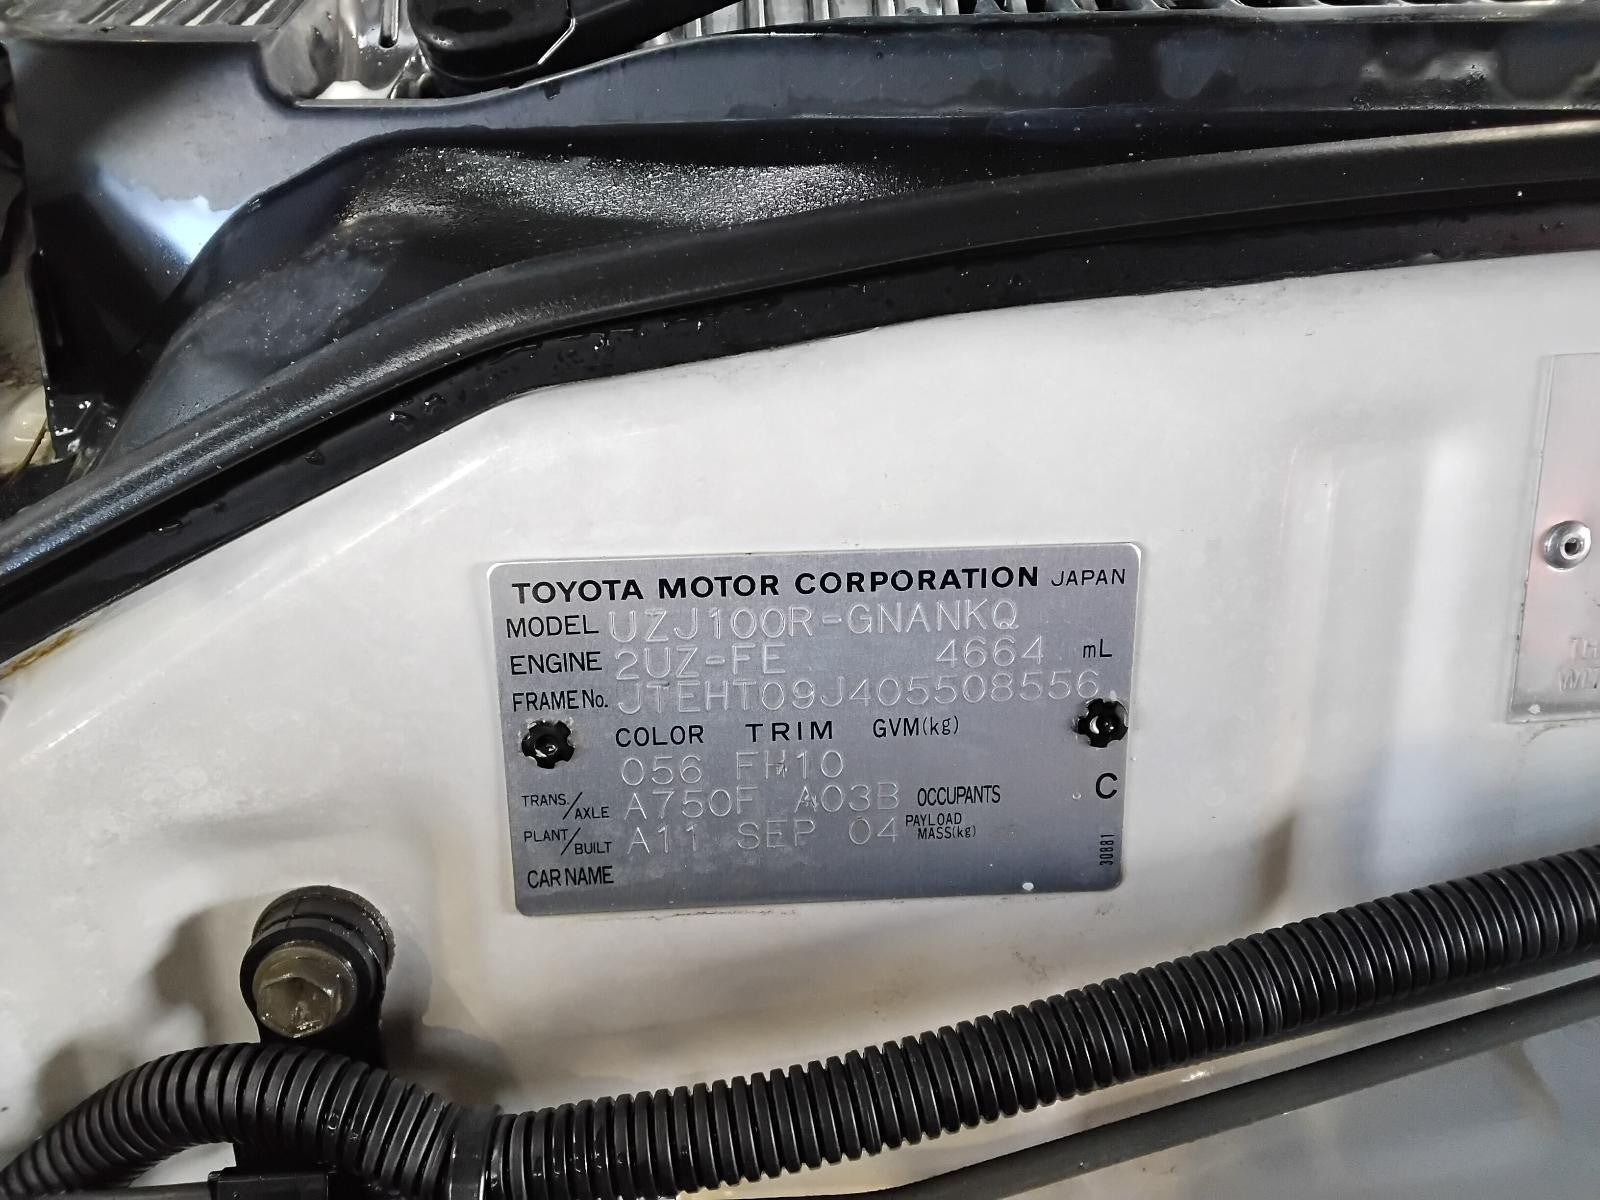 TOYOTA MOTOR CORPORATION JAPAN
MODEL UZJ100R-GNANKQ
ENGINE 2UZ-FE 4664 mL
FRAME No. JTEHT09J405508556
COLOR TRIM GVM(kg)
056 FH10
TRANS./AXLE A750F A03B OCCUPANTS C
PLANT/BUILT A11 SEP 04 PAYLOAD MASS(kg)
CAR NAME
30881
TH